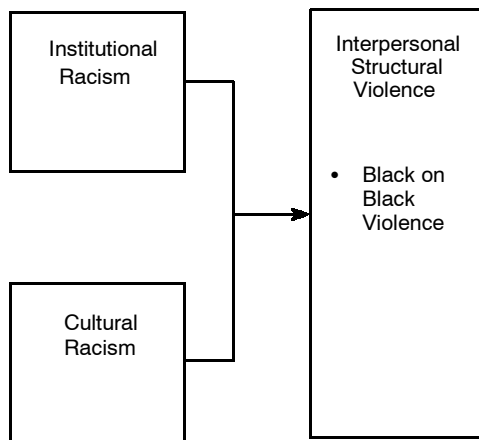 Institutional
Racism
Interpersonal
Structural
Violence
• Black on
Black
Violence
Cultural
Racism